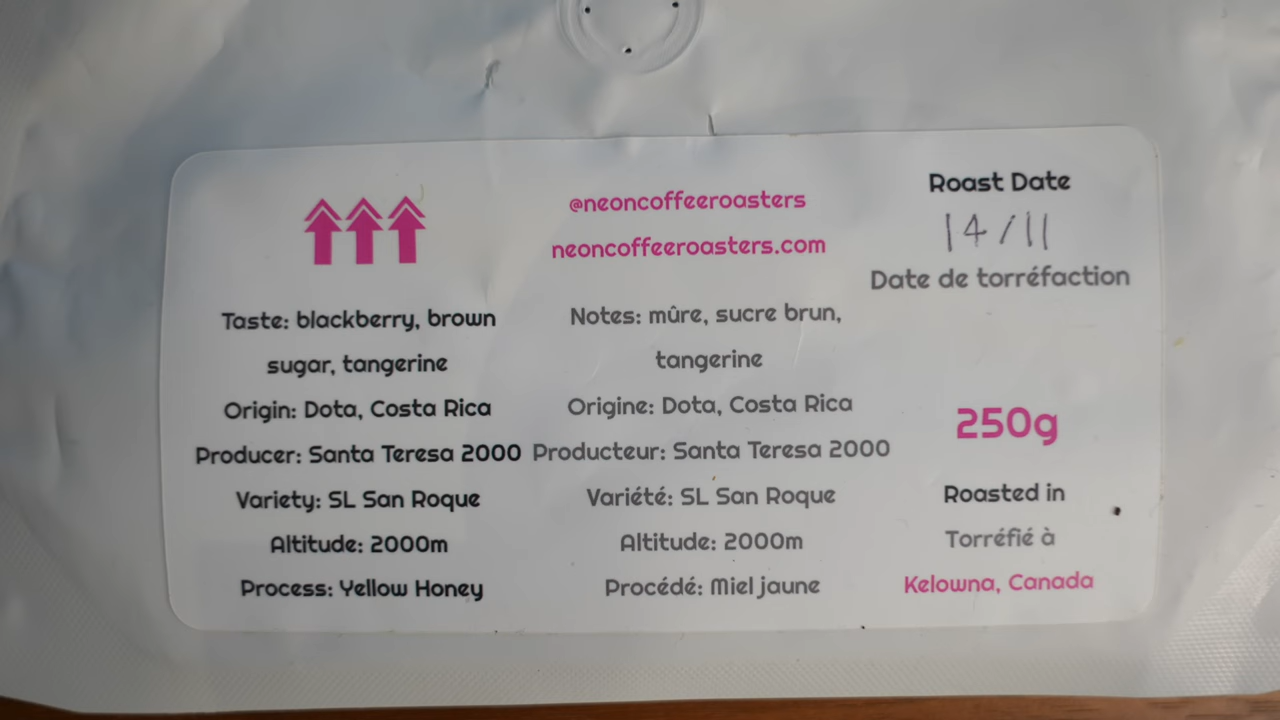 @neoncoffeeroasters
neoncoffeeroasters.com
Taste: blackberry, brown
sugar, tangerine
Origin: Dota, Costa Rica
Producer: Santa Teresa 2000
Variety: SL San Roque
Altitude: 2000m
Process: Yellow Honey
Notes: mûre, sucre brun,
tangerine
Origine: Dota, Costa Rica
Producteur: Santa Teresa 2000
Variété: SL San Roque
Altitude: 2000m
Procédé: Miel jaune
Roast Date
14/11
Date de torréfaction
250g
Roasted in
Torréfié à
Kelowna, Canada